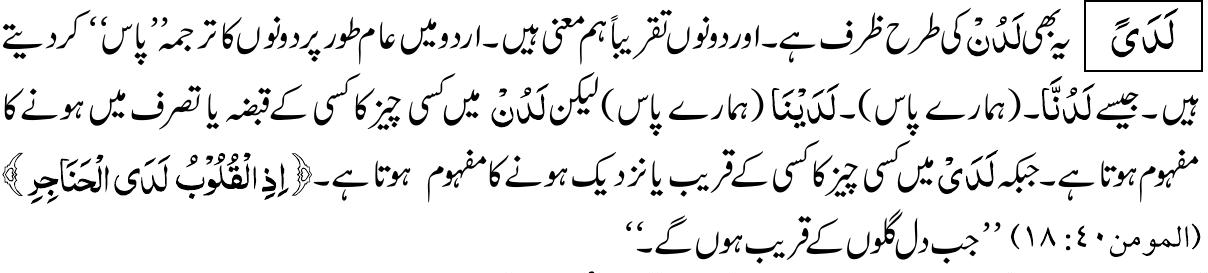 لَدَىً یہ بھی لَدُنْ کی طرح ظرف ہے۔ اور دونوں تقریباً ہم معنی ہیں۔ اردو میں عام طور پر دونوں کا ترجمہ ’’پاس‘‘ کر دیتے
ہیں۔ جیسے لَدُنَّا۔ (ہمارے پاس)۔ لَدَيْنَا (ہمارے پاس) لیکن لَدُنْ میں کسی چیز کا کسی کے قبضہ یا تصرف میں ہونے کا
مفہوم ہوتا ہے۔ جبکہ لَدَىْ میں کسی چیز کا کسی کے قریب یا نزدیک ہونے کا مفہوم ہوتا ہے۔ ﴿اِذِ الْقُلُوْبُ لَدَى الْحَنَاجِرِ﴾
(المومن ٤٠: ١٨) ’’جب دل گلوں کے قریب ہوں گے۔‘‘